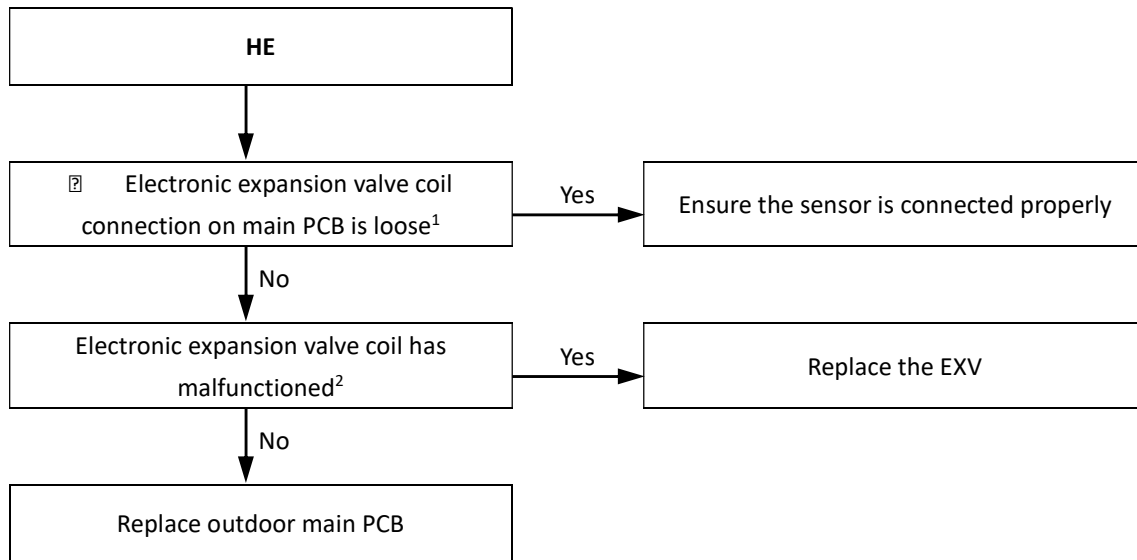 HE
Electronic expansion valve coil
connection on main PCB is loose¹
Yes
Ensure the sensor is connected properly
No
Electronic expansion valve coil has
malfunctioned²
Yes
Replace the EXV
No
Replace outdoor main PCB